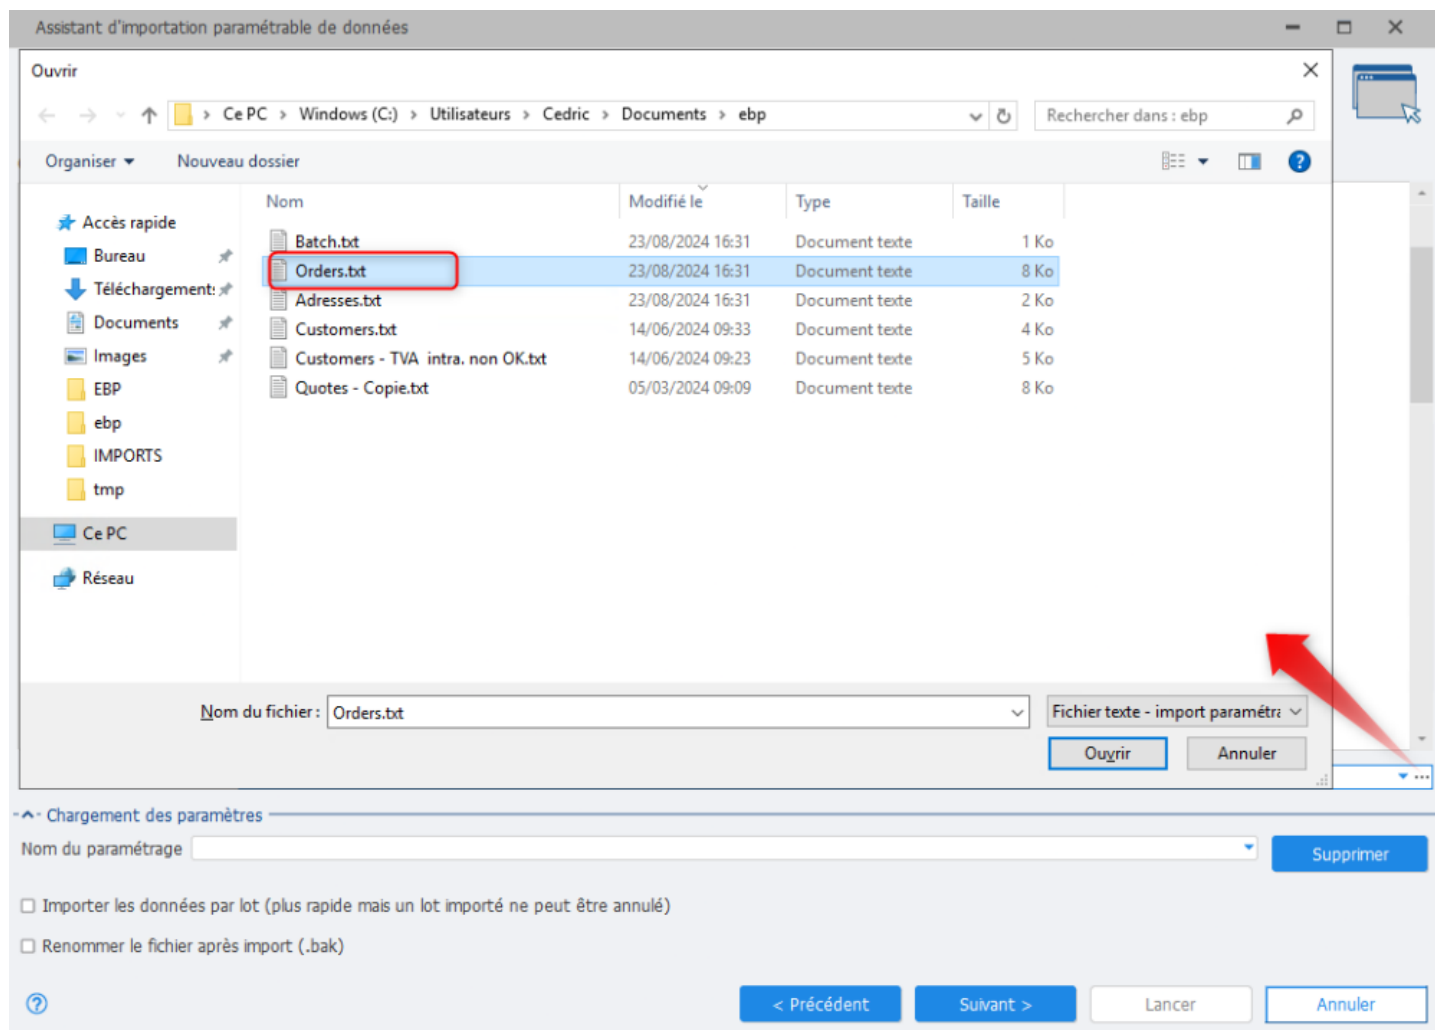 Assistant d'importation paramétrable de données
Ouvrir
Ce PC > Windows (C:) > Utilisateurs > Cedric > Documents > ebp
Rechercher dans : ebp
Organiser
Nouveau dossier
Nom
Modifié le
Type
Taille
Accès rapide
Bureau
Téléchargement
Documents
Images
EBP
ebp
IMPORTS
tmp
Ce PC
Réseau
Batch.txt 23/08/2024 16:31 Document texte 1 Ko
Orders.txt 23/08/2024 16:31 Document texte 8 Ko
Adresses.txt 23/08/2024 16:31 Document texte 2 Ko
Customers.txt 14/06/2024 09:33 Document texte 4 Ko
Customers - TVA intra. non OK.txt 14/06/2024 09:23 Document texte 5 Ko
Quotes - Copie.txt 05/03/2024 09:09 Document texte 8 Ko
Nom du fichier : Orders.txt
Fichier texte - import paramétra
Ouvrir
Annuler
Chargement des paramètres
Nom du paramétrage
Supprimer
Importer les données par lot (plus rapide mais un lot importé ne peut être annulé)
Renommer le fichier après import (.bak)
< Précédent
Suivant >
Lancer
Annuler